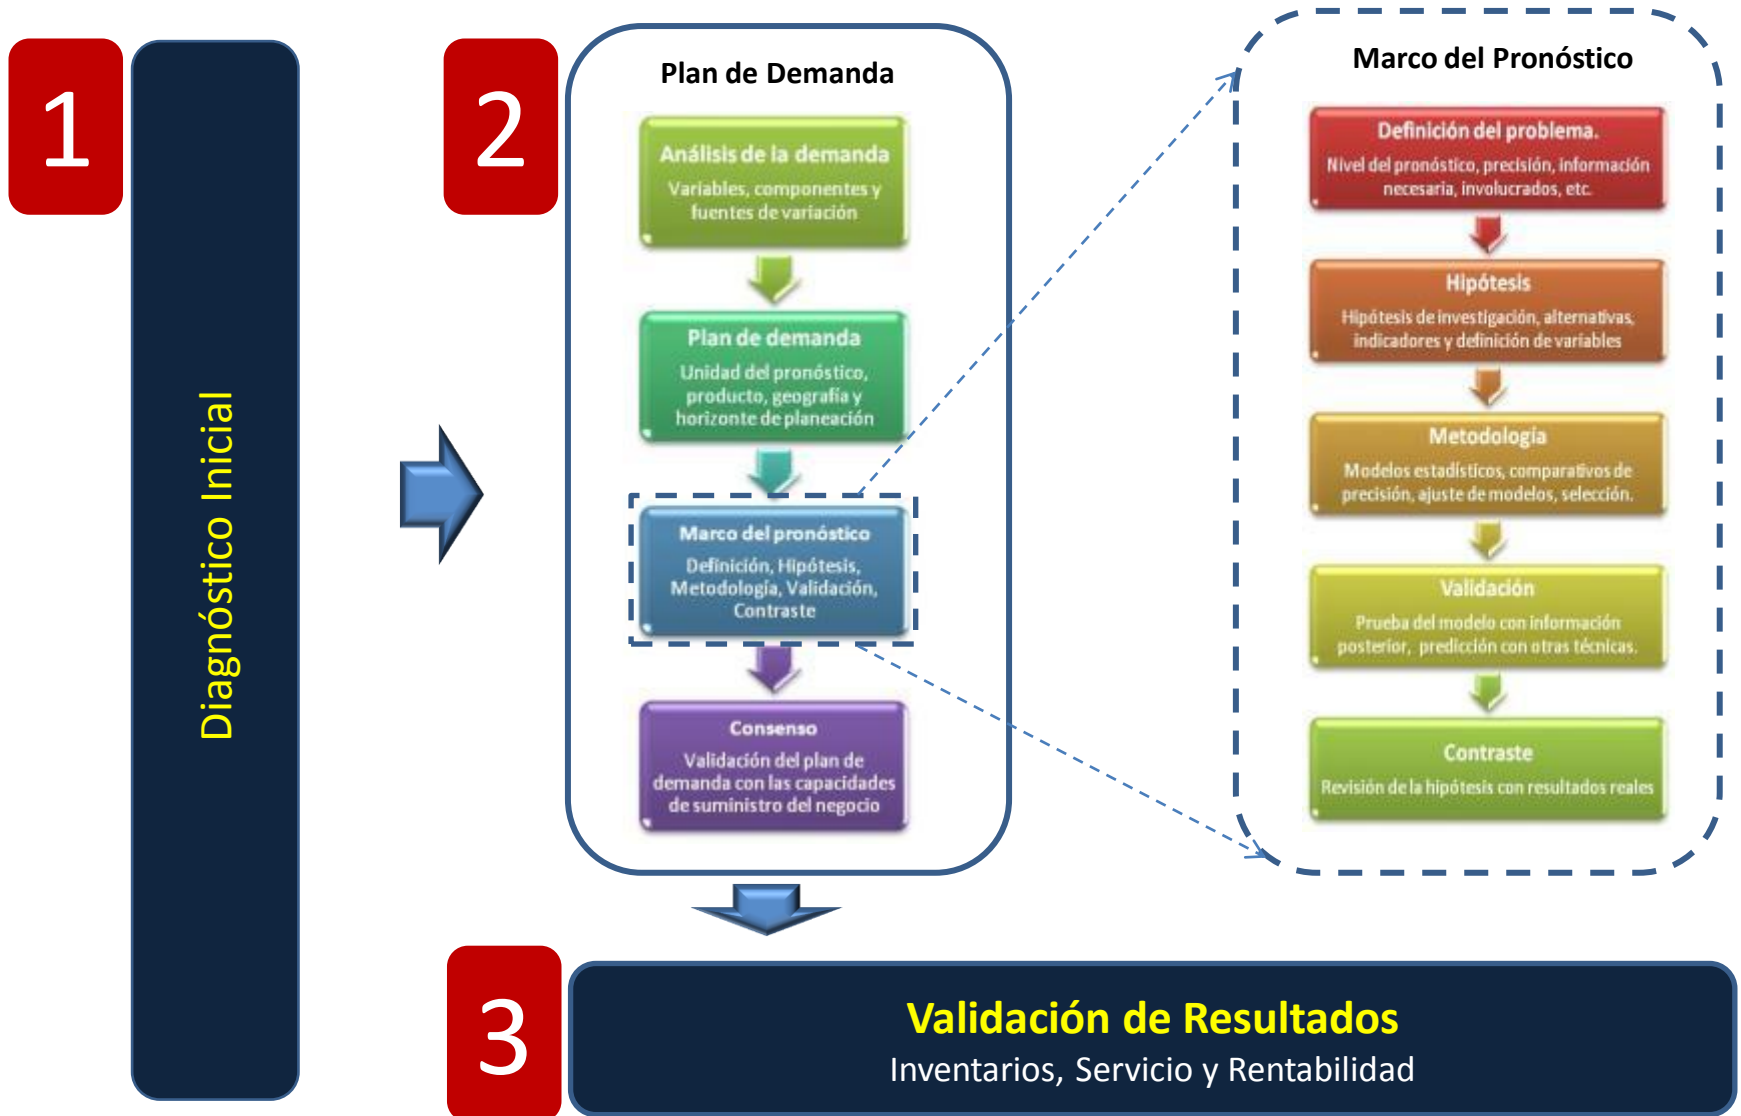 1
Diagnóstico Inicial
2
Plan de Demanda
Análisis de la demanda
Variables, componentes y
fuentes de variación
Plan de demanda
Unidad del pronóstico,
producto, geografía y
horizonte de planeación
Marco del pronóstico
Definición, Hipótesis,
Metodología, Validación,
Contraste
Consenso
Validación del plan de
demanda con las capacidades
de suministro del negocio
Marco del Pronóstico
Definición del problema.
Nivel del pronóstico, precisión, información
necesaria, involucrados, etc.
Hipótesis
Hipótesis de investigación, alternativas,
indicadores y definición de variables
Metodología
Modelos estadísticos, comparativos de
precisión, ajuste de modelos, selección.
Validación
Prueba del modelo con información
posterior, predicción con otras técnicas.
Contraste
Revisión de la hipótesis con resultados reales
3
Validación de Resultados
Inventarios, Servicio y Rentabilidad